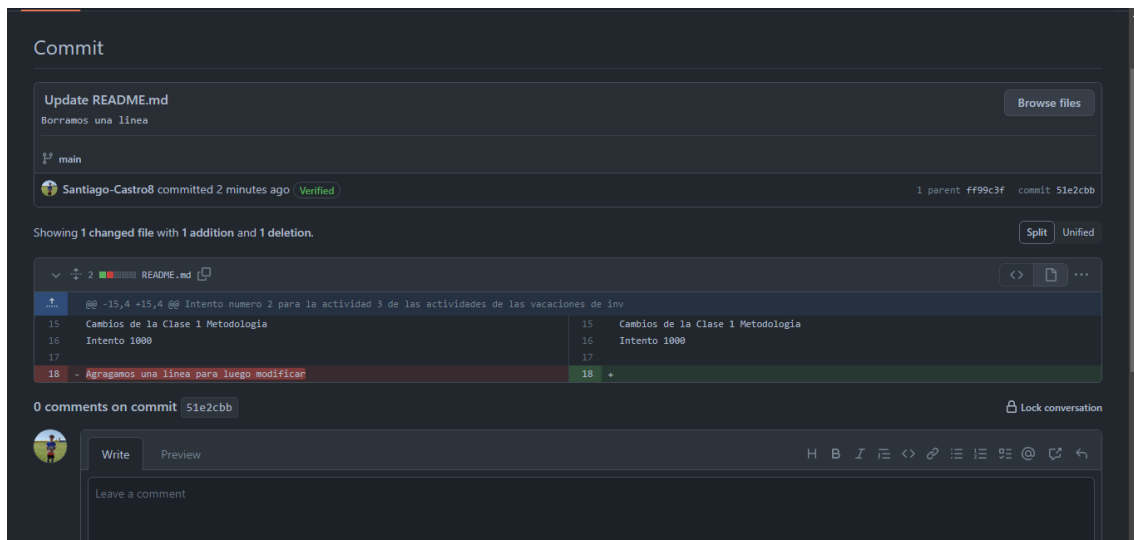 Commit
Update README.md
Browse files
Borramos una linea
main
Santiago-Castro8 committed 2 minutes ago Verified
1 parent ff99c3f commit 51e2cbb
Showing 1 changed file with 1 addition and 1 deletion.
Split Unified
2 README.md
@@ -15,4 +15,4 @@ Intento numero 2 para la actividad 3 de las actividades de las vacaciones de inv
15 Cambios de la Clase 1 Metodologia 15 Cambios de la Clase 1 Metodologia
16 Intento 1000 16 Intento 1000
17 17
18 - Agragamos una linea para luego modificar 18 +
0 comments on commit 51e2cbb
Lock conversation
Write Preview
Leave a comment